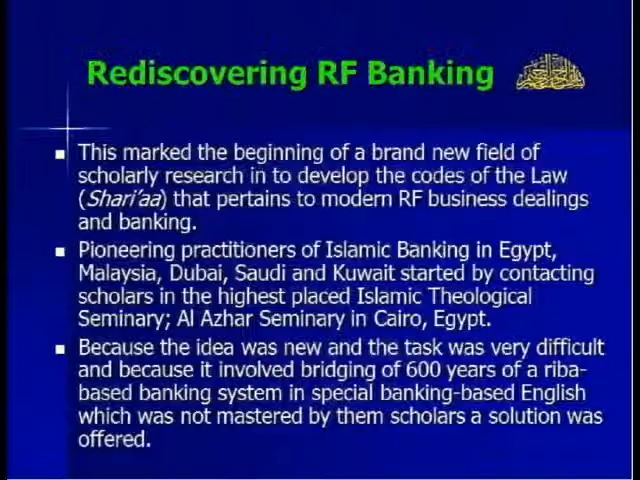 Rediscovering RF Banking
This marked the beginning of a brand new field of
scholarly research in to develop the codes of the Law
(Shari'aa) that pertains to modern RF business dealings
and banking.
Pioneering practitioners of Islamic Banking in Egypt,
Malaysia, Dubai, Saudi and Kuwait started by contacting
scholars in the highest placed Islamic Theological
Seminary; Al Azhar Seminary in Cairo, Egypt.
Because the idea was new and the task was very difficult
and because it involved bridging of 600 years of a riba-
based banking system in special banking-based English
which was not mastered by them scholars a solution was
offered.